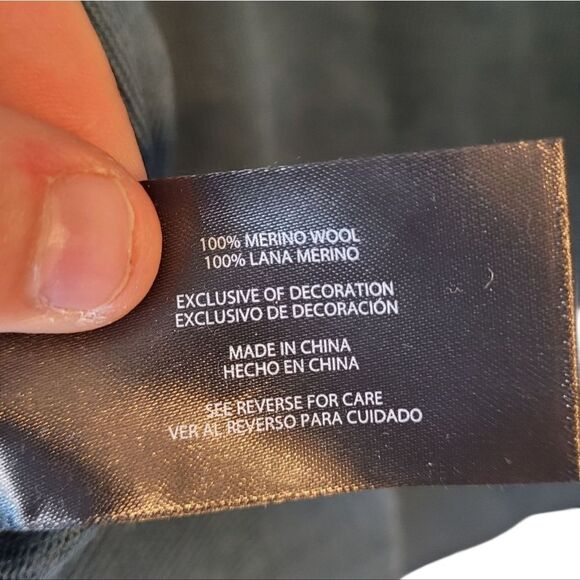 100% MERINO WOOL
100% LANA MERINO
EXCLUSIVE OF DECORATION
EXCLUSIVO DE DECORACIÓN
MADE IN CHINA
HECHO EN CHINA
SEE REVERSE FOR CARE
VER AL REVERSO PARA CUIDADO